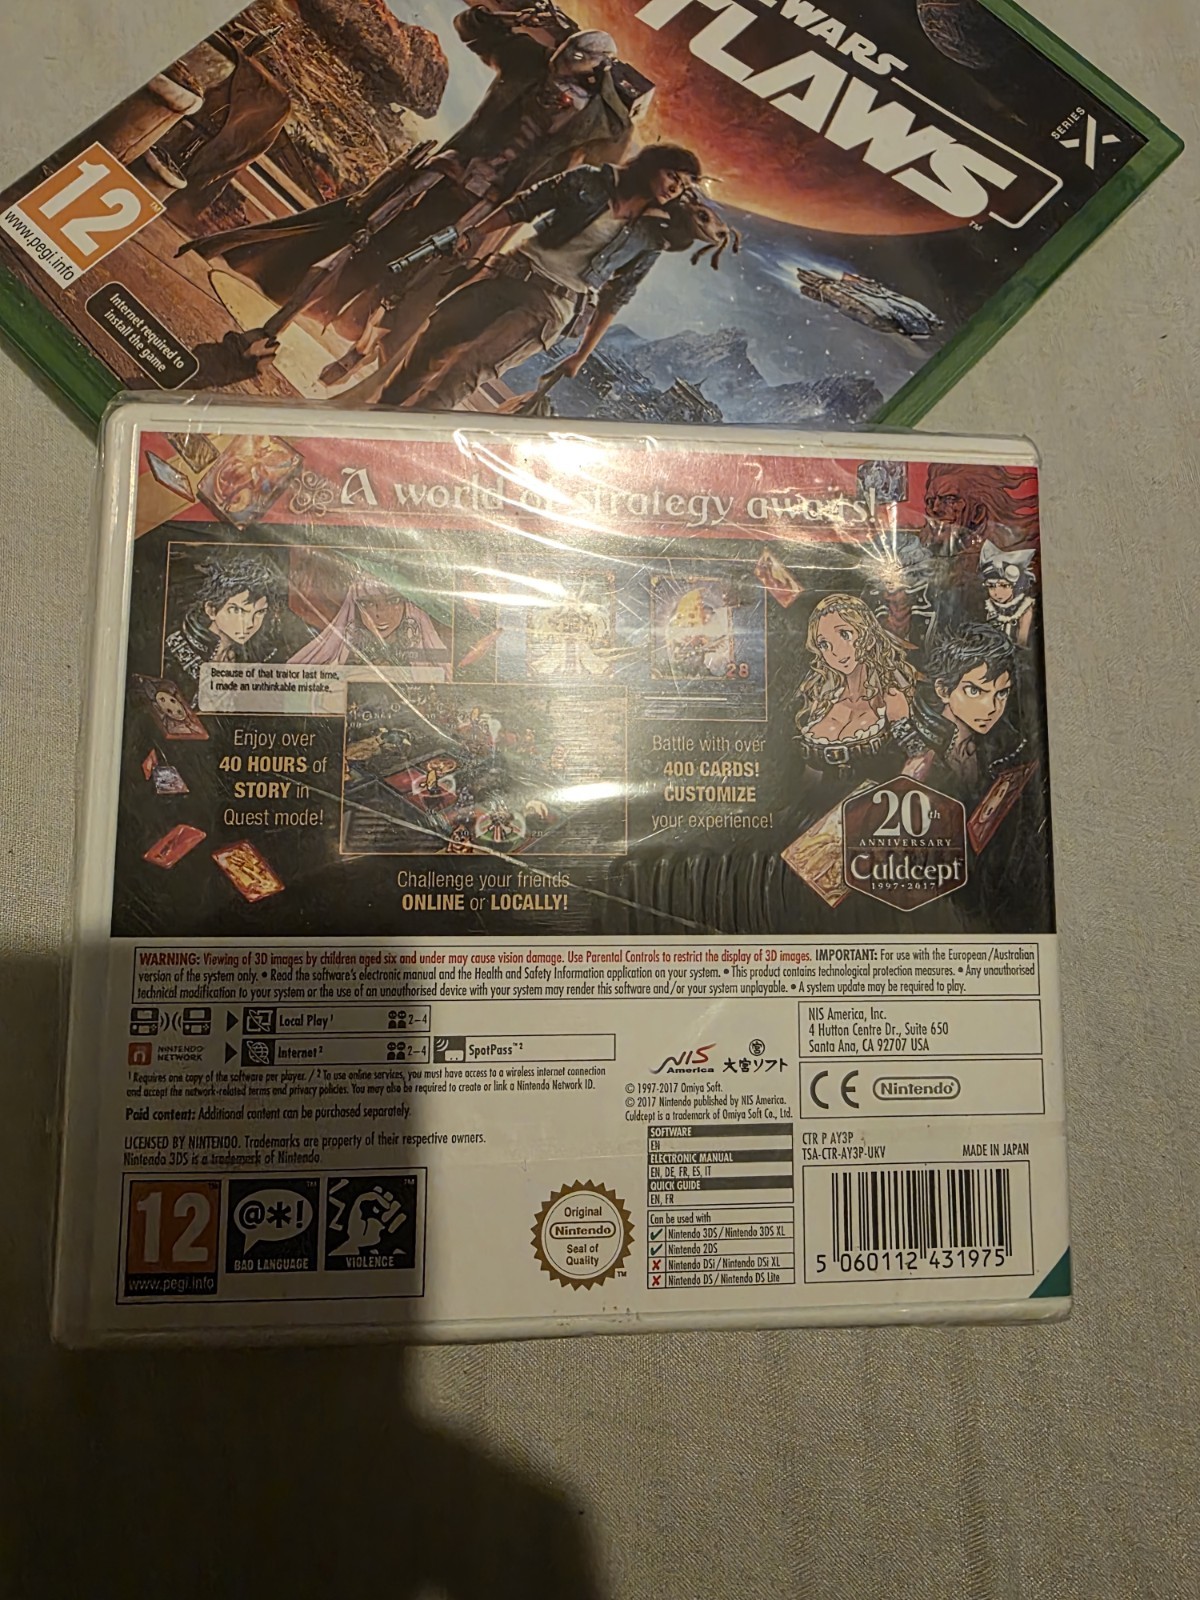 WARS
TLAWS
™
SERIES X
12
™
www.pegi.info
Internet required to
install the game
A world of strategy awaits!
Because of that traitor last time,
I made an unthinkable mistake.
28
Enjoy over
40 HOURS of
STORY in
Quest mode!
Battle with over
400 CARDS!
CUSTOMIZE
your experience!
Challenge your friends
ONLINE or LOCALLY!
20th
ANNIVERSARY
Culdcept
1997•2017
WARNING: Viewing of 3D images by children aged six and under may cause vision damage. Use Parental Controls to restrict the display of 3D images. IMPORTANT: For use with the European/Australian
version of the system only. • Read the software's electronic manual and the Health and Safety Information application on your system. • This product contains technological protection measures. • Any unauthorised
technical modification to your system or the use of an unauthorised device with your system may render this software and/or your system unplayable. • A system update may be required to play.
Local Play¹ 2-4
NINTENDO
NETWORK
Internet² 2-4
SpotPass™²
¹ Requires one copy of the software per player. / ² To use online services, you must have access to a wireless internet connection
and accept the network-related terms and privacy policies. You may also be required to create or link a Nintendo Network ID.
Paid content: Additional content can be purchased separately.
LICENSED BY NINTENDO. Trademarks are property of their respective owners.
Nintendo 3DS is a trademark of Nintendo.
NIS
America
大宮ソフト
© 1997-2017 Omiya Soft.
© 2017 Nintendo published by NIS America.
Culdcept is a trademark of Omiya Soft Co., Ltd.
NIS America, Inc.
4 Hutton Centre Dr., Suite 650
Santa Ana, CA 92707 USA
CE
Nintendo®
SOFTWARE
EN
ELECTRONIC MANUAL
EN, DE, FR, ES, IT
QUICK GUIDE
EN, FR
Can be used with
✓ Nintendo 3DS / Nintendo 3DS XL
✓ Nintendo 2DS
✗ Nintendo DSi / Nintendo DSi XL
✗ Nintendo DS / Nintendo DS Lite
CTR P AY3P
TSA-CTR-AY3P-UKV
MADE IN JAPAN
5 060112 431975
12
www.pegi.info
@*!
BAD LANGUAGE
VIOLENCE
™
Original
Nintendo
Seal of
Quality
™